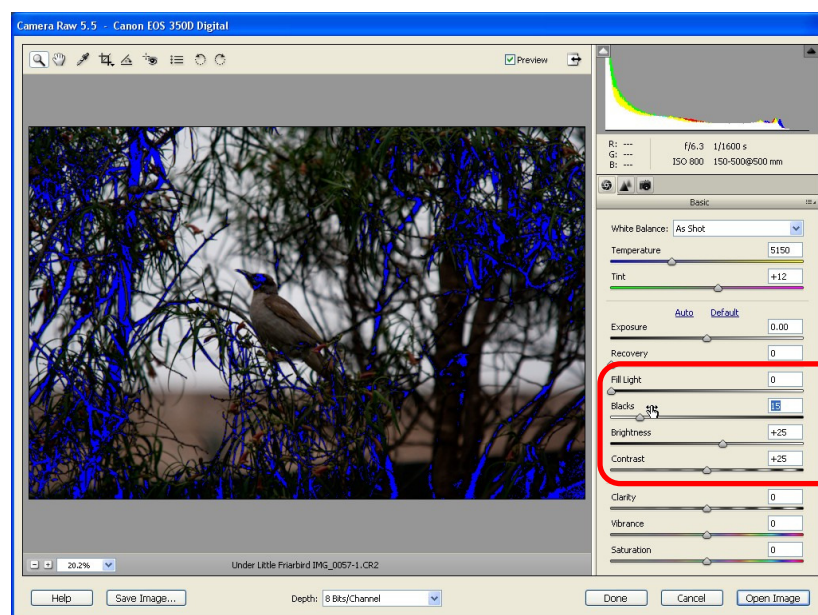 Camera Raw 5.5 - Canon EOS 350D Digital
Preview
R: ---
G: ---
B: ---
f/6.3 1/1600 s
ISO 800 150-500@500 mm
Basic
White Balance: As Shot
Temperature 5150
Tint +12
Auto Default
Exposure 0.00
Recovery 0
Fill Light 0
Blacks 15
Brightness +25
Contrast +25
Clarity 0
Vibrance 0
Saturation 0
- + 20.2% Under Little Friarbird IMG_0057-1.CR2
Help Save Image... Depth: 8 Bits/Channel Done Cancel Open Image